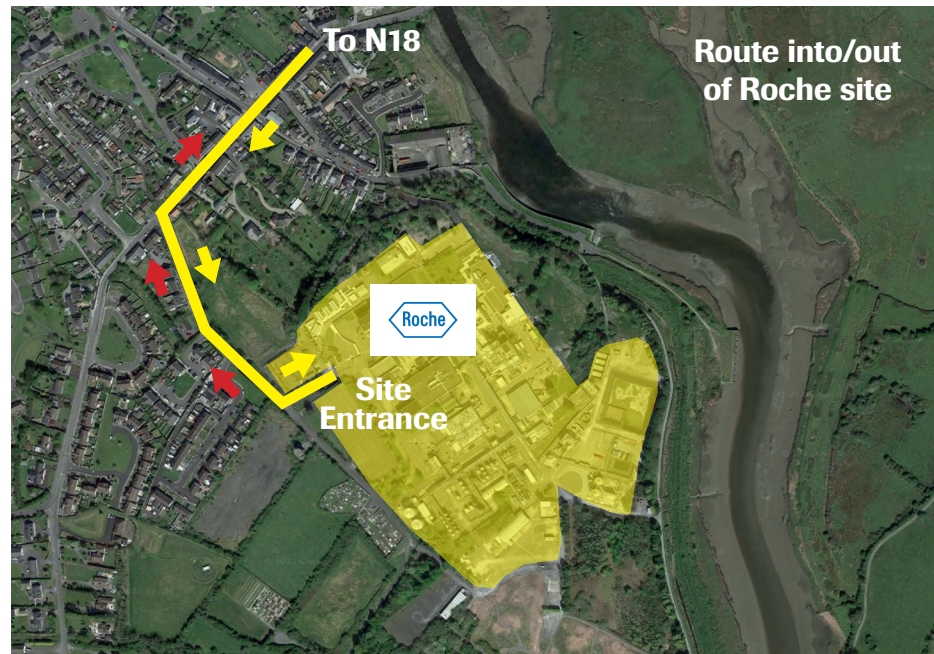 To N18
Route into/out
of Roche site
Roche
Site
Entrance